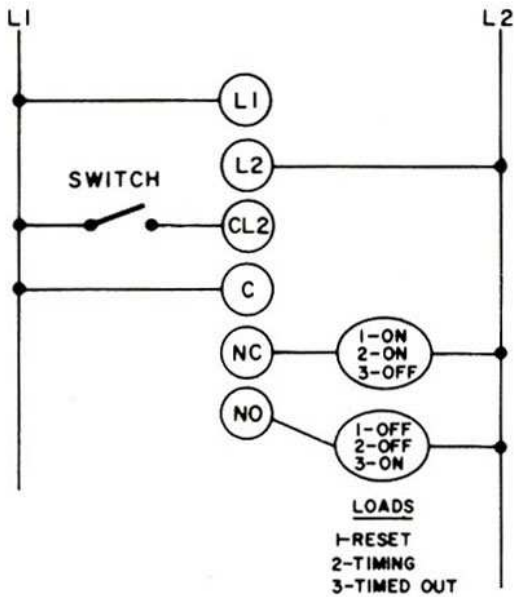 L1
L2
L1
L2
SWITCH
CL2
C
NC
1-ON
2-ON
3-OFF
NO
1-OFF
2-OFF
3-ON
LOADS
1-RESET
2-TIMING
3-TIMED OUT